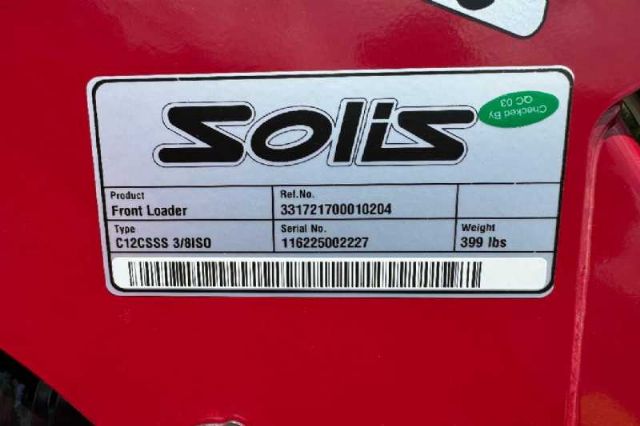 Solis
Checked By
QC 03
Product
Front Loader
Ref.No.
331721700010204
Type
C12CSSS 3/8ISO
Serial No.
116225002227
Weight
399 lbs